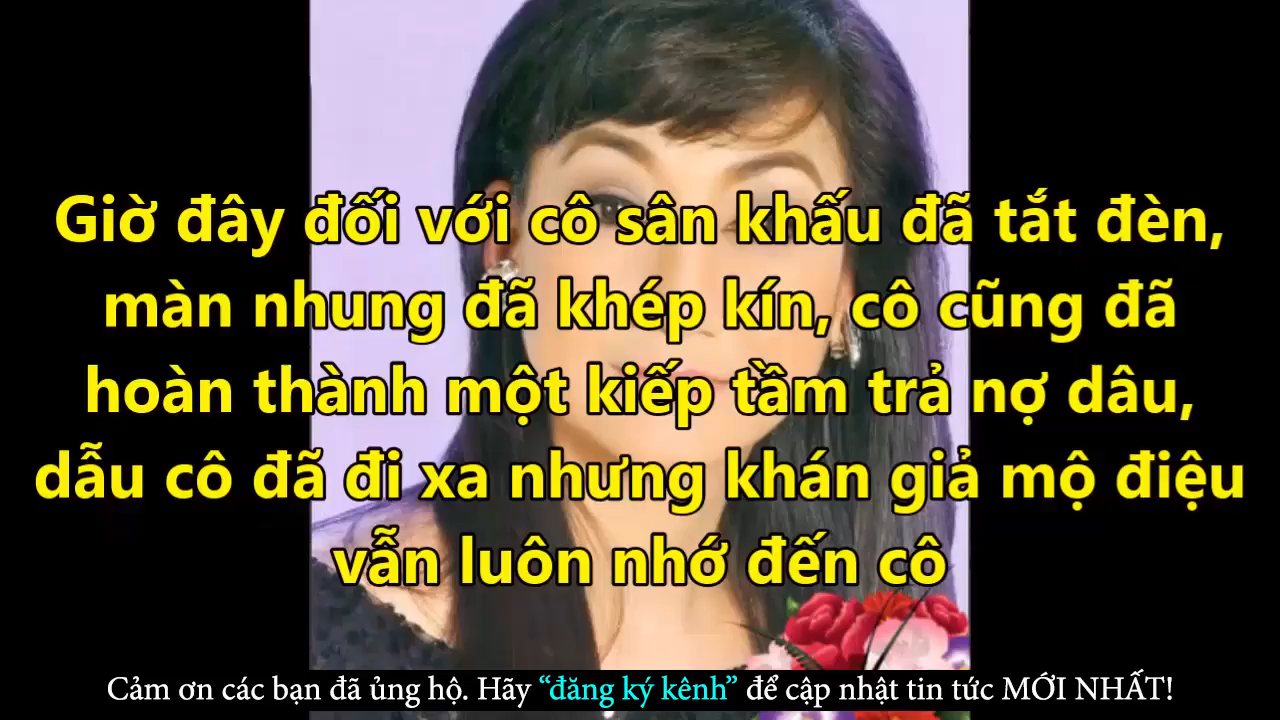 Giờ đây đối với cô sân khấu đã tắt đèn,
màn nhung đã khép kín, cô cũng đã
hoàn thành một kiếp tầm trả nợ dâu,
dẫu cô đã đi xa nhưng khán giả mộ điệu
vẫn luôn nhớ đến cô
Cảm ơn các bạn đã ủng hộ. Hãy “đăng ký kênh” để cập nhật tin tức MỚI NHẤT!